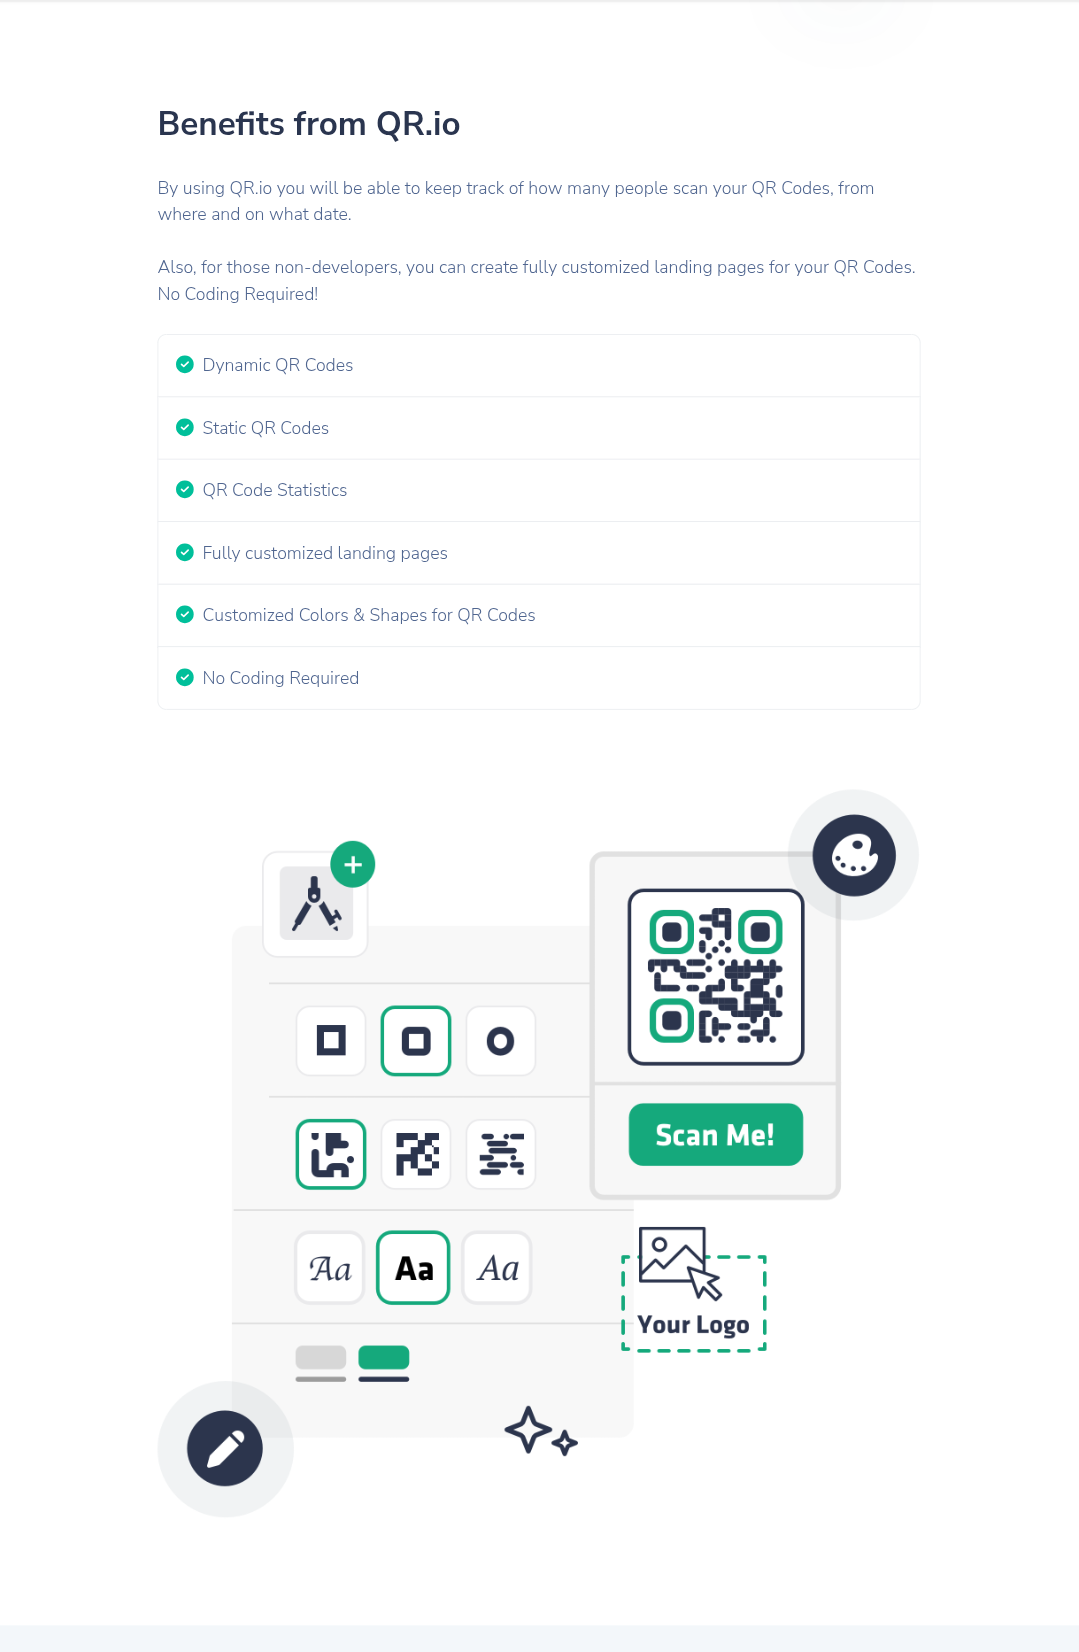 Benefits from QR.io
By using QR.io you will be able to keep track of how many people scan your QR Codes, from
where and on what date.
Also, for those non-developers, you can create fully customized landing pages for your QR Codes.
No Coding Required!
Dynamic QR Codes
Static QR Codes
QR Code Statistics
Fully customized landing pages
Customized Colors & Shapes for QR Codes
No Coding Required
Scan Me!
Aa
Aa
Aa
Your Logo